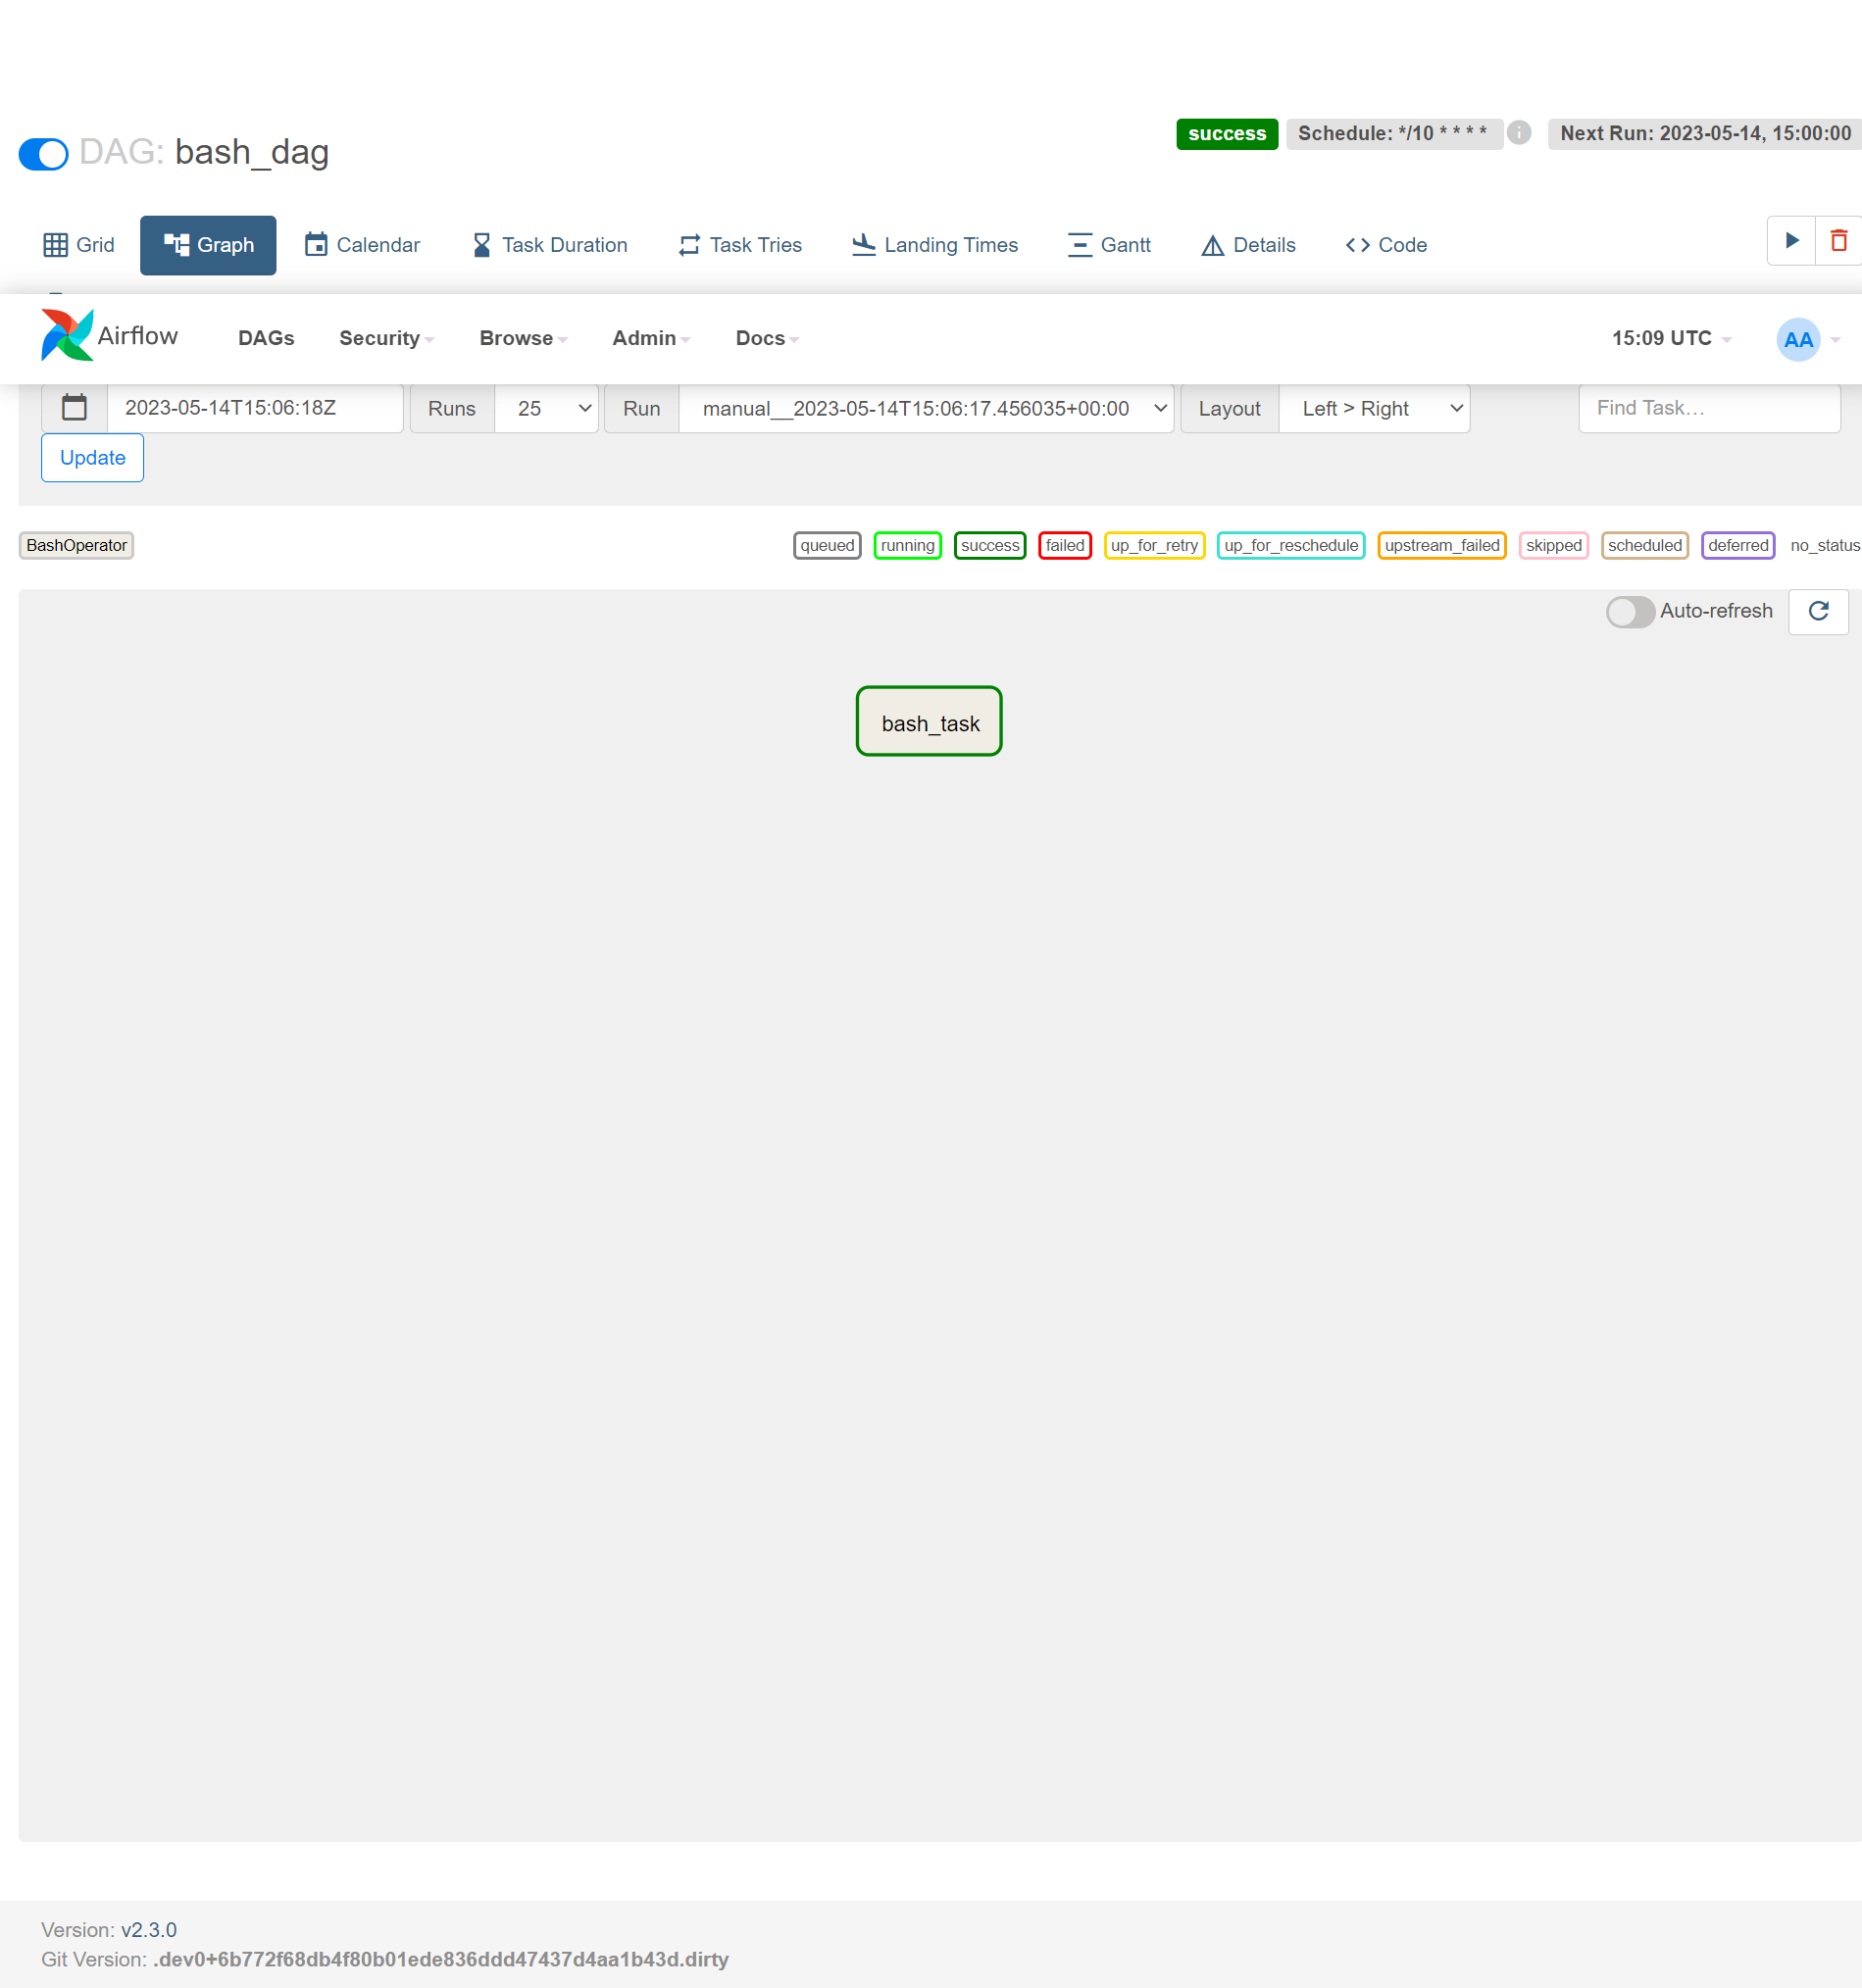 DAG: bash_dag
success Schedule: */10 * * * * i Next Run: 2023-05-14, 15:00:00
Grid Graph Calendar Task Duration Task Tries Landing Times Gantt Details <> Code
Airflow DAGs Security Browse Admin Docs 15:09 UTC AA
2023-05-14T15:06:18Z Runs 25 Run manual__2023-05-14T15:06:17.456035+00:00 Layout Left > Right Find Task...
Update
BashOperator queued running success failed up_for_retry up_for_reschedule upstream_failed skipped scheduled deferred no_status
Auto-refresh
bash_task
Version: v2.3.0
Git Version: .dev0+6b772f68db4f80b01ede836ddd47437d4aa1b43d.dirty